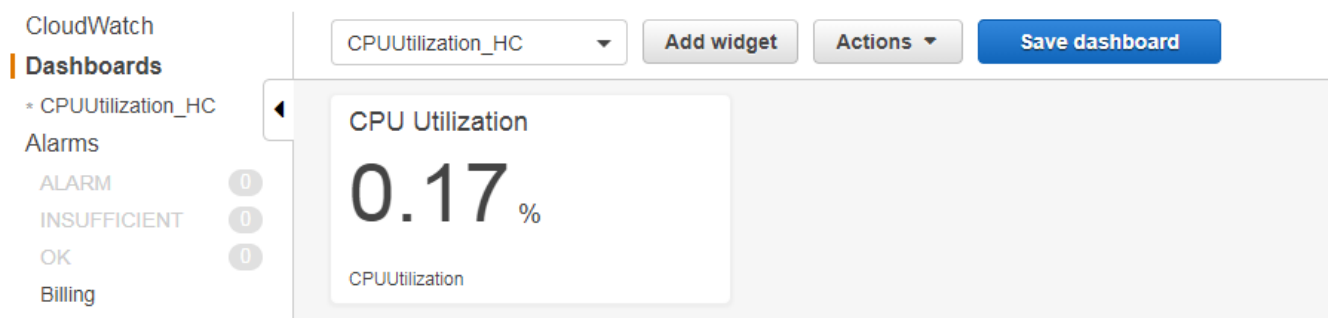 CloudWatch
Dashboards
* CPUUtilization_HC
Alarms
ALARM 0
INSUFFICIENT 0
OK 0
Billing
CPUUtilization_HC Add widget Actions Save dashboard
CPU Utilization
0.17 %
CPUUtilization